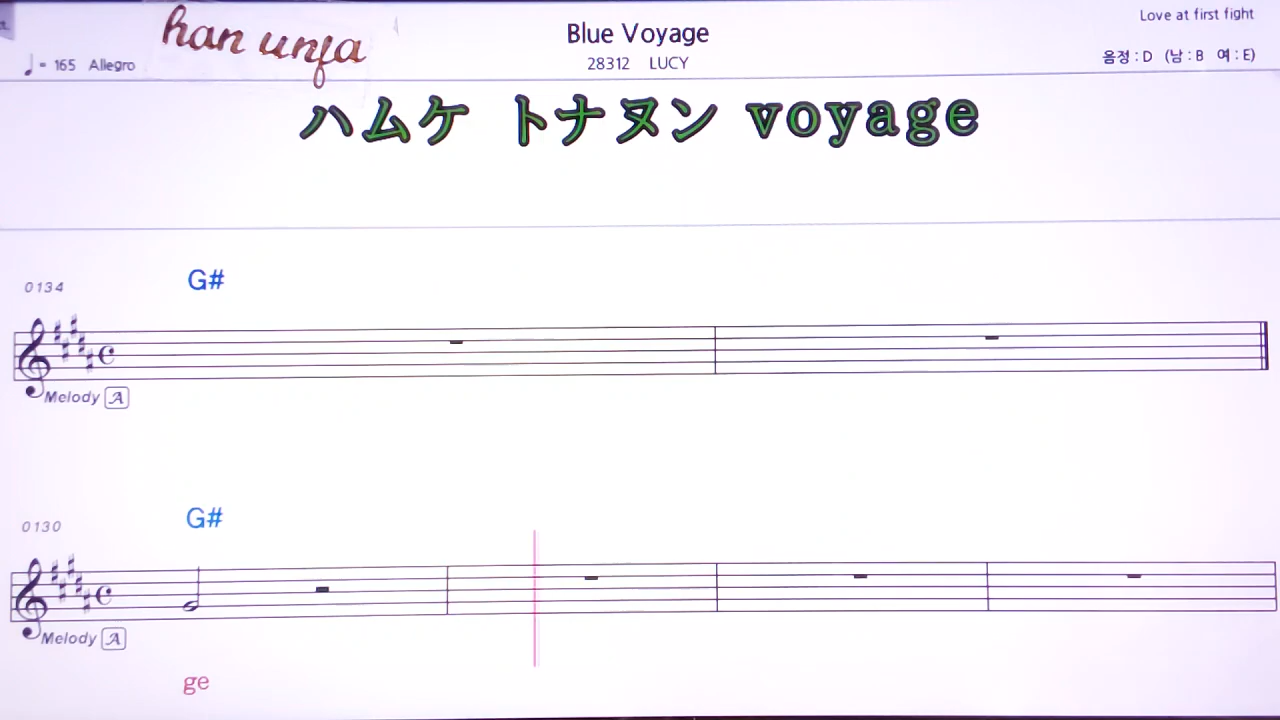 han unfa
Blue Voyage
Love at first fight
♩= 165 Allegro
28312 LUCY
음정 : D (남 : B 여 : E)
ハムケ トナヌン voyage
0134
G#
Melody A
0130
G#
Melody A
ge